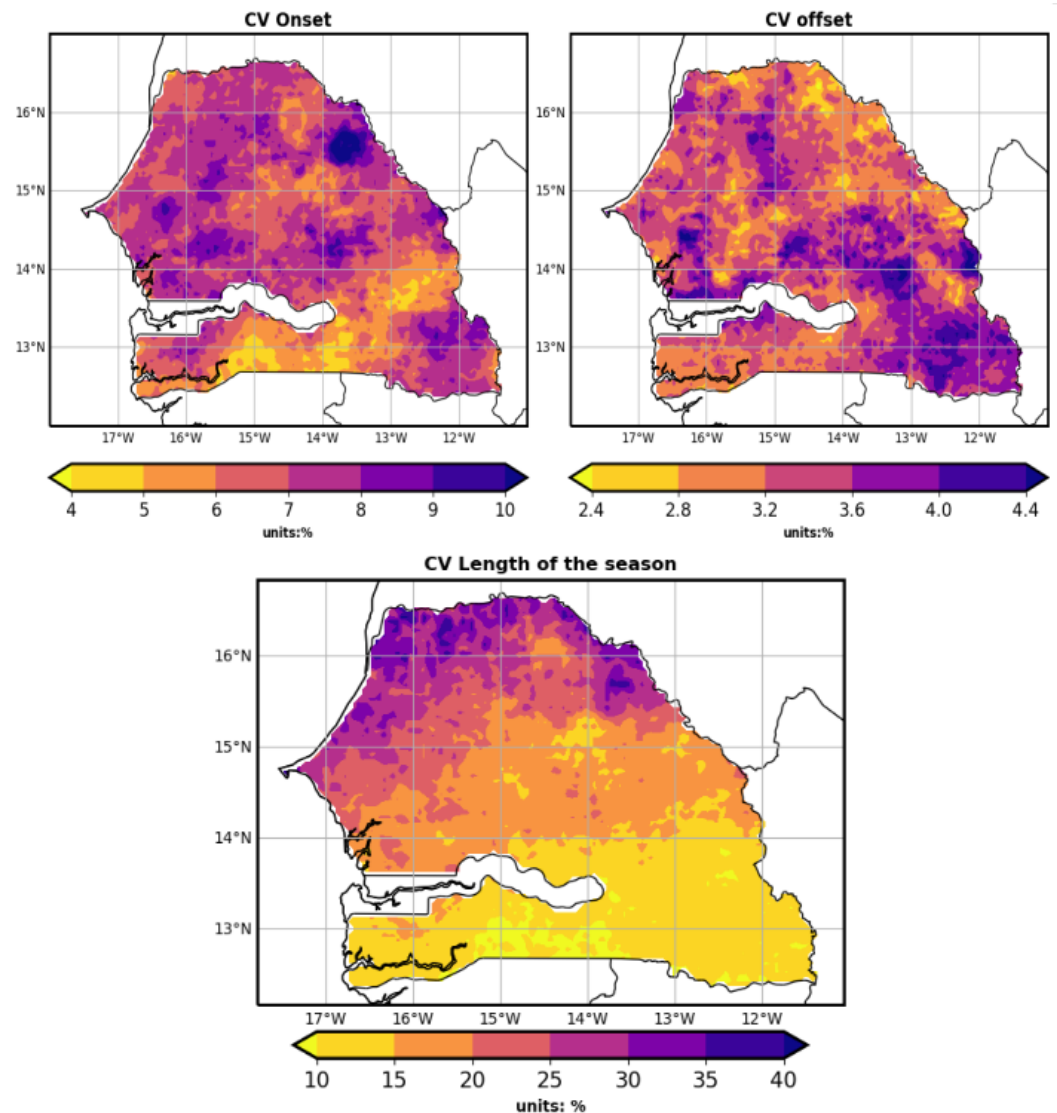 CV Onset
CV offset
16°N
15°N
14°N
13°N
17°W 16°W 15°W 14°W 13°W 12°W
16°N
15°N
14°N
13°N
17°W 16°W 15°W 14°W 13°W 12°W
4 5 6 7 8 9 10
units:%
2.4 2.8 3.2 3.6 4.0 4.4
units:%
CV Length of the season
16°N
15°N
14°N
13°N
17°W 16°W 15°W 14°W 13°W 12°W
10 15 20 25 30 35 40
units: %